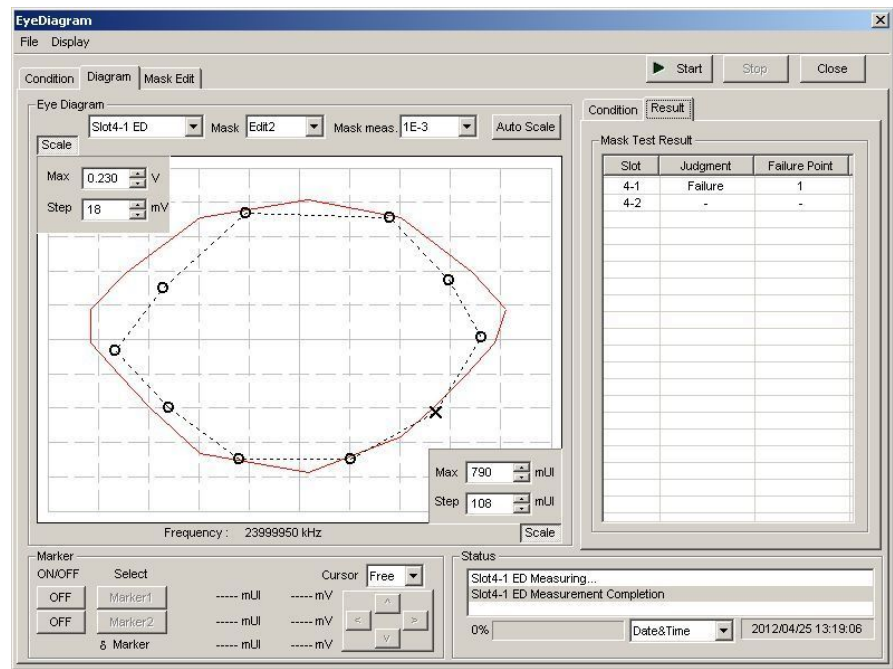 EyeDiagram
File Display
Start Stop Close
Condition Diagram Mask Edit
Eye Diagram
Slot4-1 ED Mask Edit2 Mask meas. 1E-3 Auto Scale
Scale
Max 0.230 V
Step 18 mV
Max 790 mUI
Step 108 mUI
Frequency : 23999950 kHz
Scale
Condition Result
Mask Test Result
Slot Judgment Failure Point
4-1 Failure 1
4-2 - -
Marker
ON/OFF Select Cursor Free
OFF Marker1 ----- mUI ----- mV
OFF Marker2 ----- mUI ----- mV
δ Marker ----- mUI ----- mV
^
< >
V
Status
Slot4-1 ED Measuring...
Slot4-1 ED Measurement Completion
0% Date&Time 2012/04/25 13:19:06